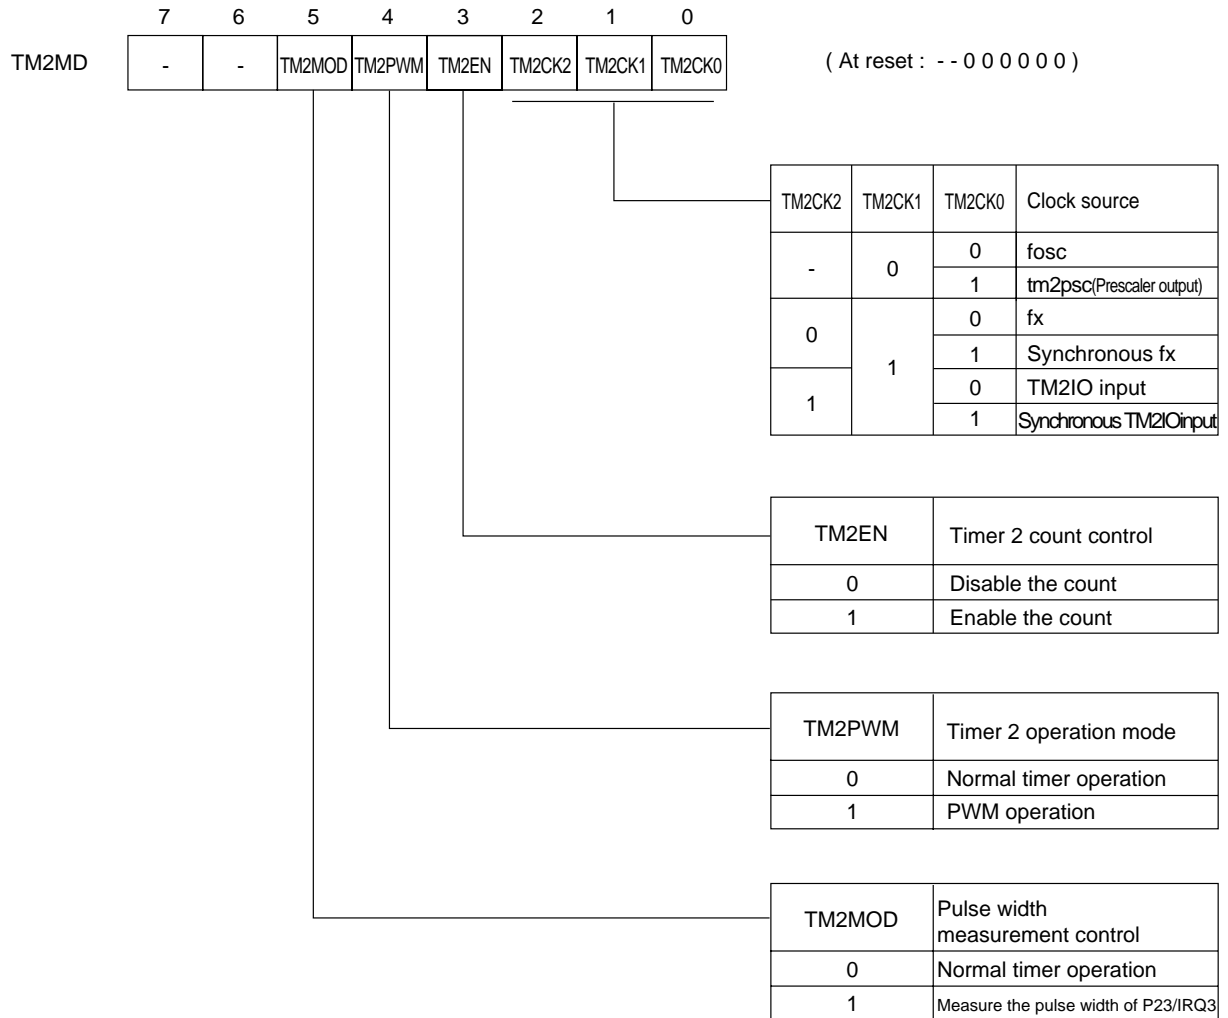 7 6 5 4 3 2 1 0
TM2MD - - TM2MOD TM2PWM TM2EN TM2CK2 TM2CK1 TM2CK0 ( At reset : - - 0 0 0 0 0 0 )
TM2CK2 TM2CK1 TM2CK0 Clock source
- 0 0 fosc
1 tm2psc(Prescaler output)
0 1 0 fx
1 Synchronous fx
1 0 TM2IO input
1 Synchronous TM2IOinput
TM2EN Timer 2 count control
0 Disable the count
1 Enable the count
TM2PWM Timer 2 operation mode
0 Normal timer operation
1 PWM operation
TM2MOD Pulse width
measurement control
0 Normal timer operation
1 Measure the pulse width of P23/IRQ3